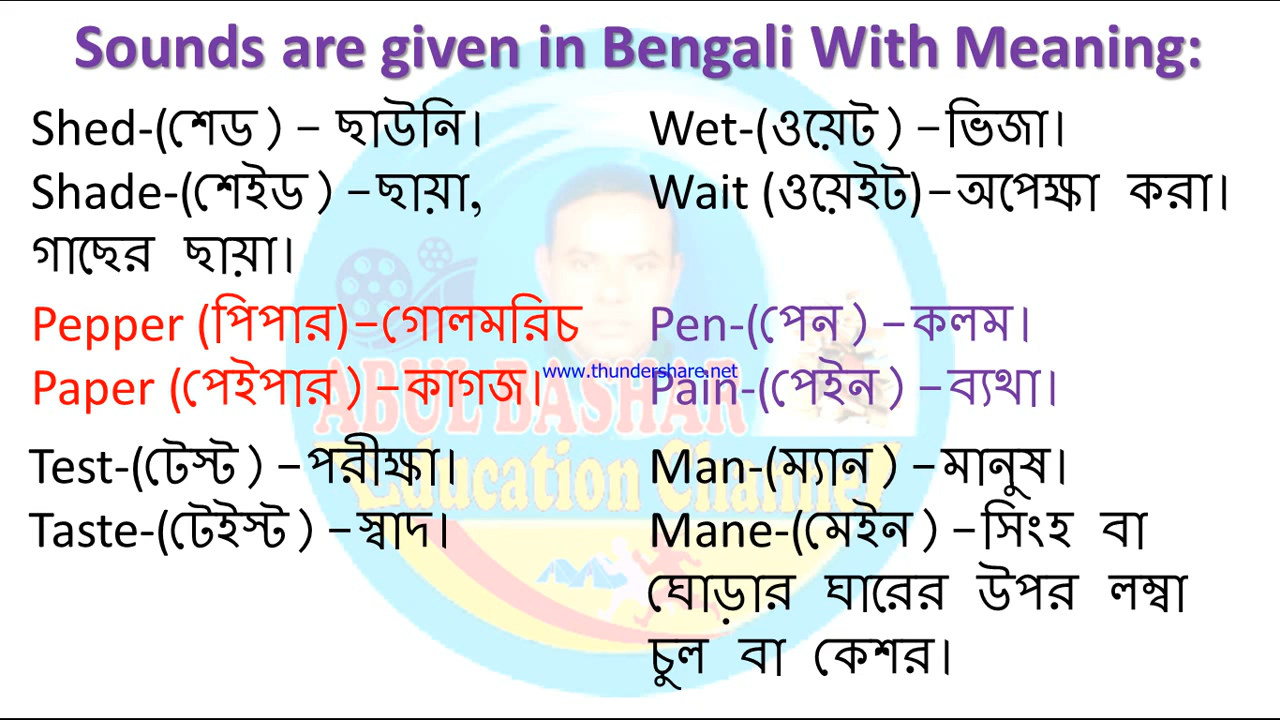 Sounds are given in Bengali With Meaning:
Shed-(শেড ) – ছাউনি।
Shade-(শেইড ) –ছায়া,
গাছের ছায়া।
Pepper (পিপার)–গোলমরিচ
Paper (পেইপার ) –কাগজ।
Test-(টেস্ট ) –পরীক্ষা।
Taste-(টেইস্ট ) –স্বাদ।
Wet-(ওয়েট ) –ভিজা।
Wait (ওয়েইট)–অপেক্ষা করা।
Pen-(পেন ) –কলম।
Pain-(পেইন ) –ব্যথা।
Man-(ম্যান ) –মানুষ।
Mane-(মেইন ) –সিংহ বা
ঘোড়ার ঘারের উপর লম্বা
চুল বা কেশর।
www.thundershare.net
ABUL BASHAR
Education Channel